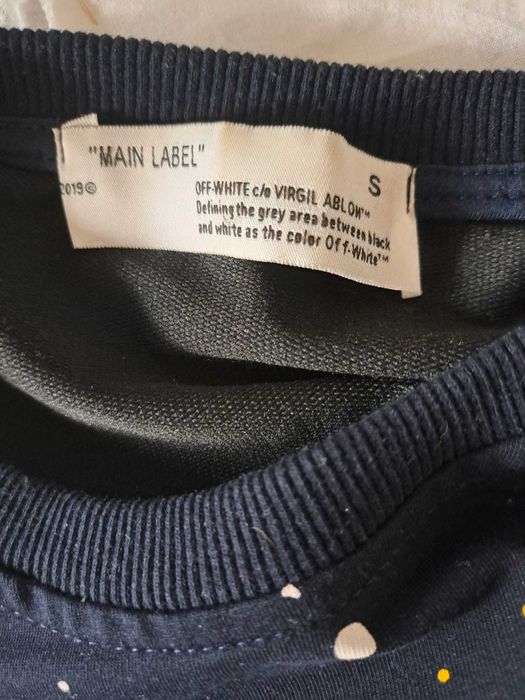 "MAIN LABEL"
2019©
S
OFF-WHITE c/o VIRGIL ABLOH™
Defining the grey area between black
and white as the color Off-White™